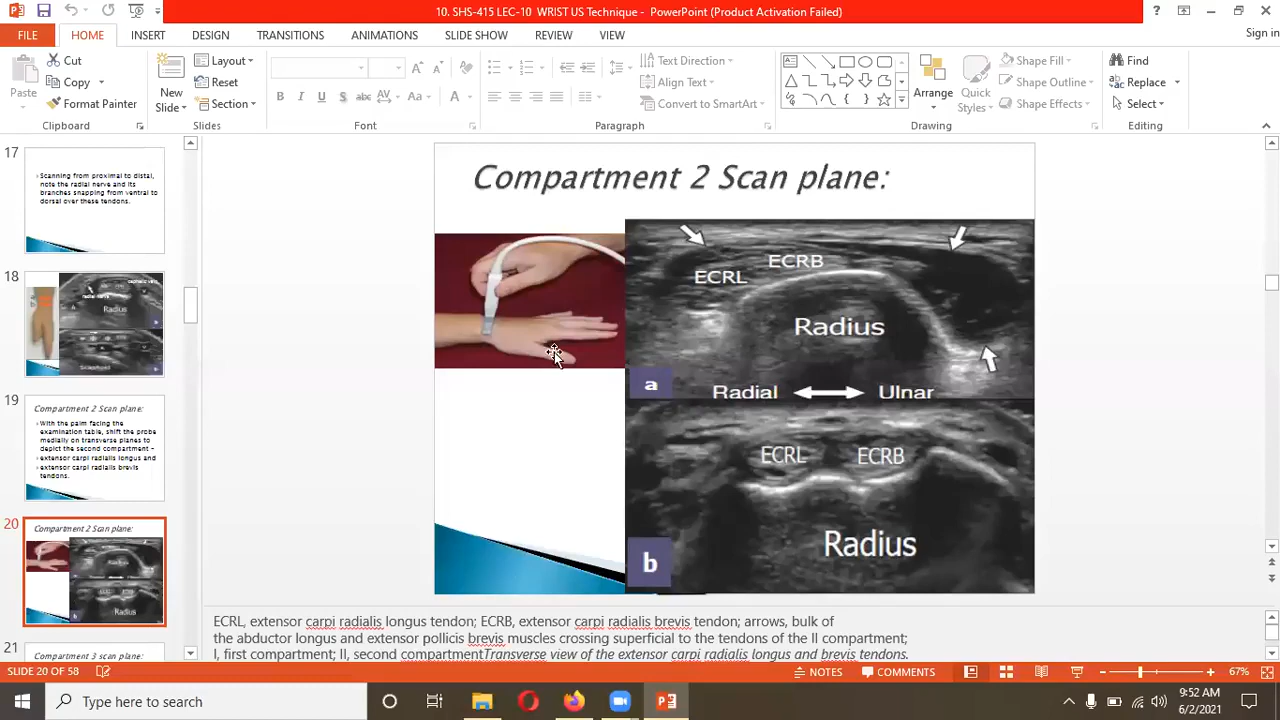 10. SHS-415 LEC-10  WRIST US Technique -  PowerPoint (Product Activation Failed)
FILE
HOME
INSERT
DESIGN
TRANSITIONS
ANIMATIONS
SLIDE SHOW
REVIEW
VIEW
Sign in
Cut
Copy
Format Painter
Paste
Clipboard
New
Slide
Layout
Reset
Section
Slides
B I U S abc AV Aa A
Font
Text Direction
Align Text
Convert to SmartArt
Paragraph
Arrange
Quick
Styles
Shape Fill
Shape Outline
Shape Effects
Drawing
Find
Replace
Select
Editing
17
Scanning from proximal to distal,
note the radial nerve and its
branches snapping from ventral to
dorsal over these tendons.
18
radial nerve
Radius
19
Compartment 2 Scan plane:
With the palm facing the
examination table, shift the probe
medially on transverse planes to
depict the second compartment –
extensor carpi radialis longus and
extensor carpi radialis brevis
tendons.
20
Compartment 2 Scan plane:
Radius
21
Compartment 3 scan plane:
Compartment 2 Scan plane:
ECRL
ECRB
Radius
a
Radial
Ulnar
ECRL
ECRB
Radius
b
ECRL, extensor carpi radialis longus tendon; ECRB, extensor carpi radialis brevis tendon; arrows, bulk of
the abductor longus and extensor pollicis brevis muscles crossing superficial to the tendons of the II compartment;
I, first compartment; II, second compartmentTransverse view of the extensor carpi radialis longus and brevis tendons.
SLIDE 20 OF 58
NOTES
COMMENTS
67%
Type here to search
9:52 AM
6/2/2021